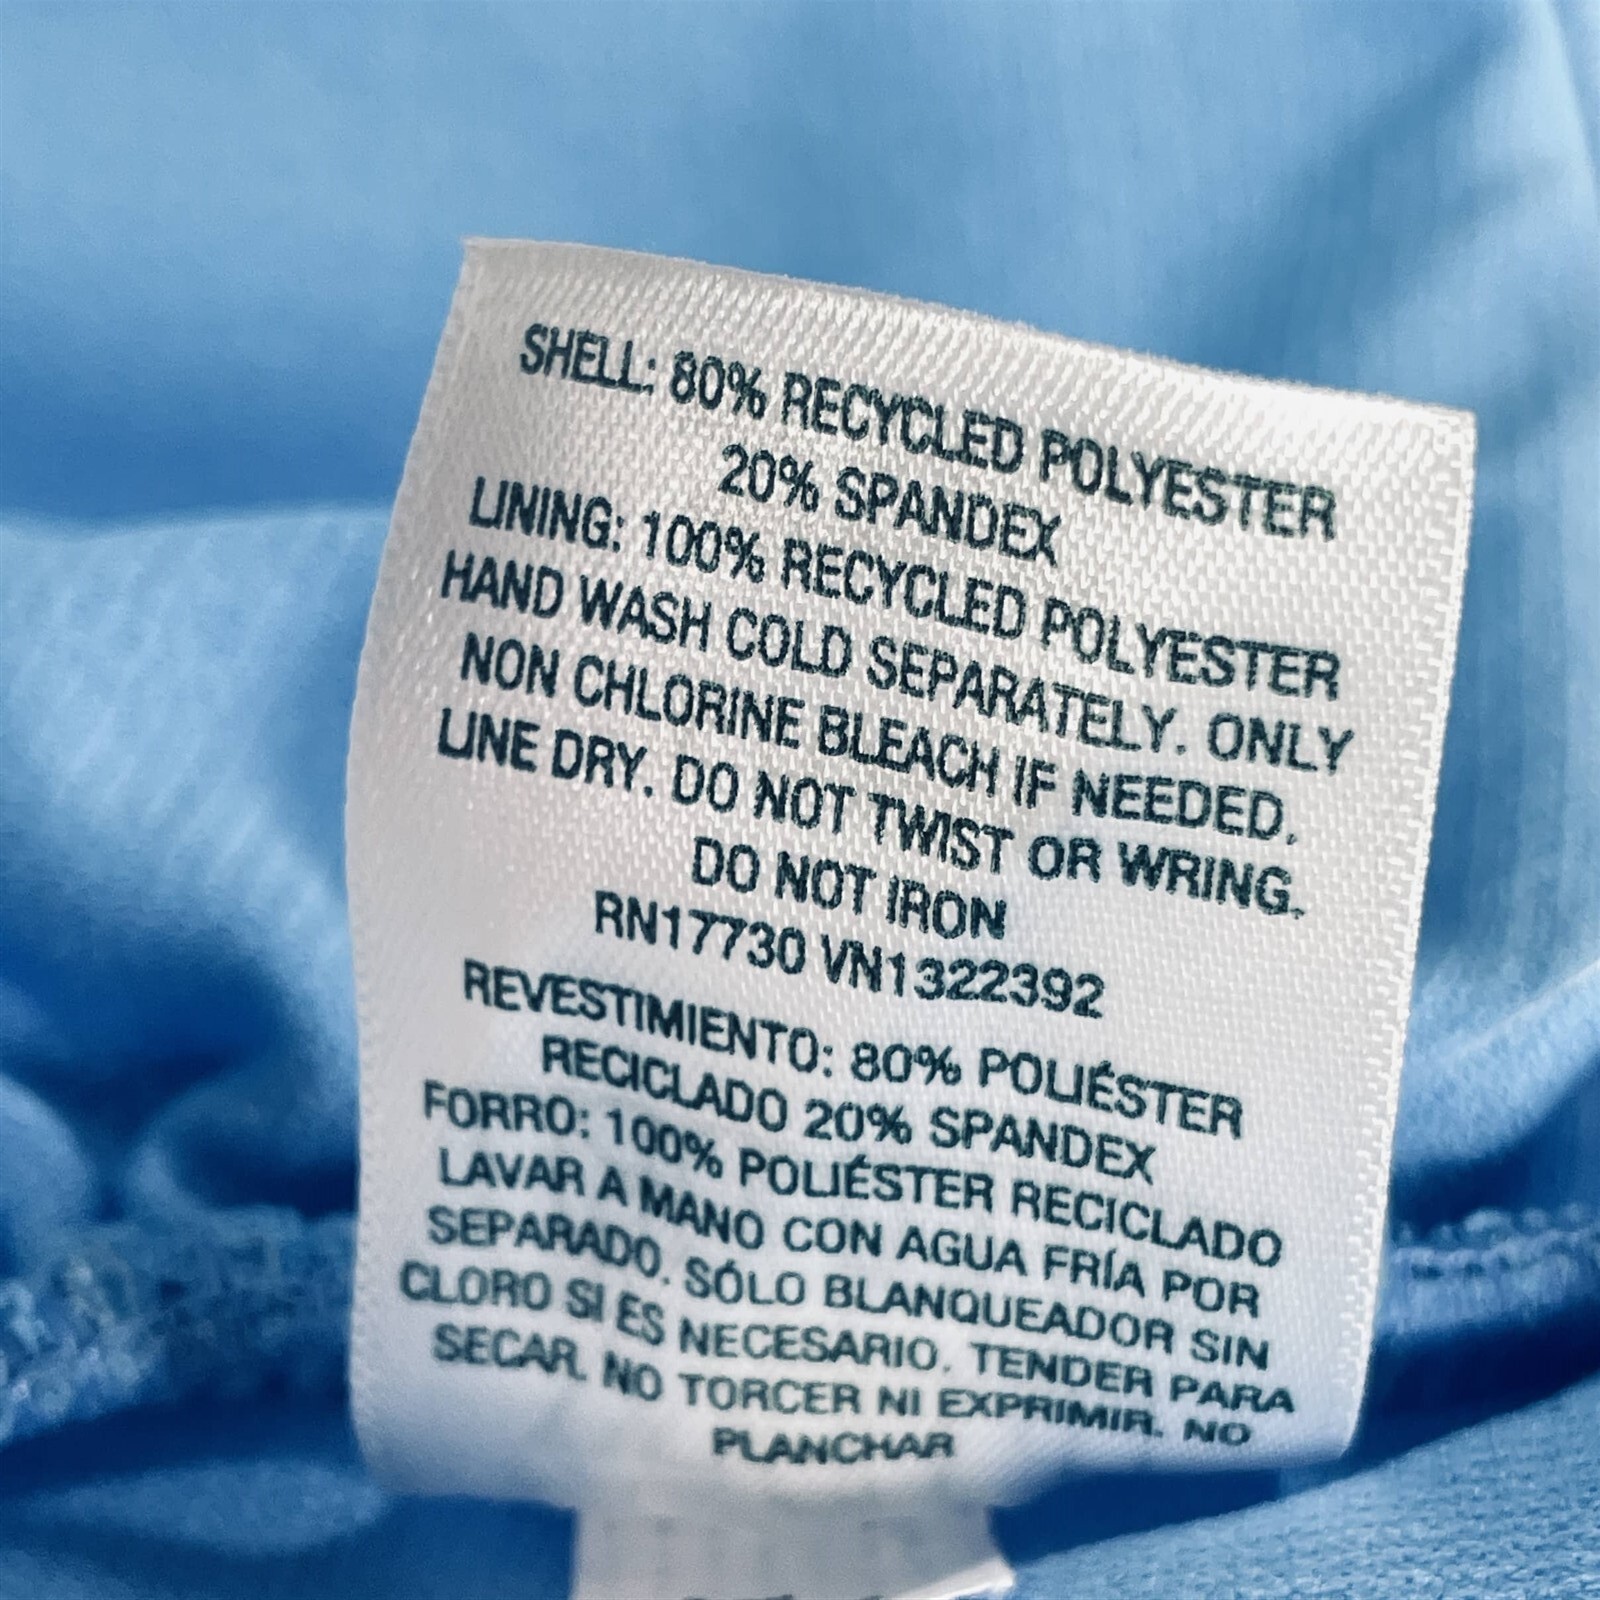 SHELL: 80% RECYCLED POLYESTER
20% SPANDEX
LINING: 100% RECYCLED POLYESTER
HAND WASH COLD SEPARATELY. ONLY
NON CHLORINE BLEACH IF NEEDED.
LINE DRY. DO NOT TWIST OR WRING.
DO NOT IRON
RN17730 VN1322392
REVESTIMIENTO: 80% POLIÉSTER
RECICLADO 20% SPANDEX
FORRO: 100% POLIÉSTER RECICLADO
LAVAR A MANO CON AGUA FRÍA POR
SEPARADO. SÓLO BLANQUEADOR SIN
CLORO SI ES NECESARIO. TENDER PARA
SECAR. NO TORCER NI EXPRIMIR. NO
PLANCHAR